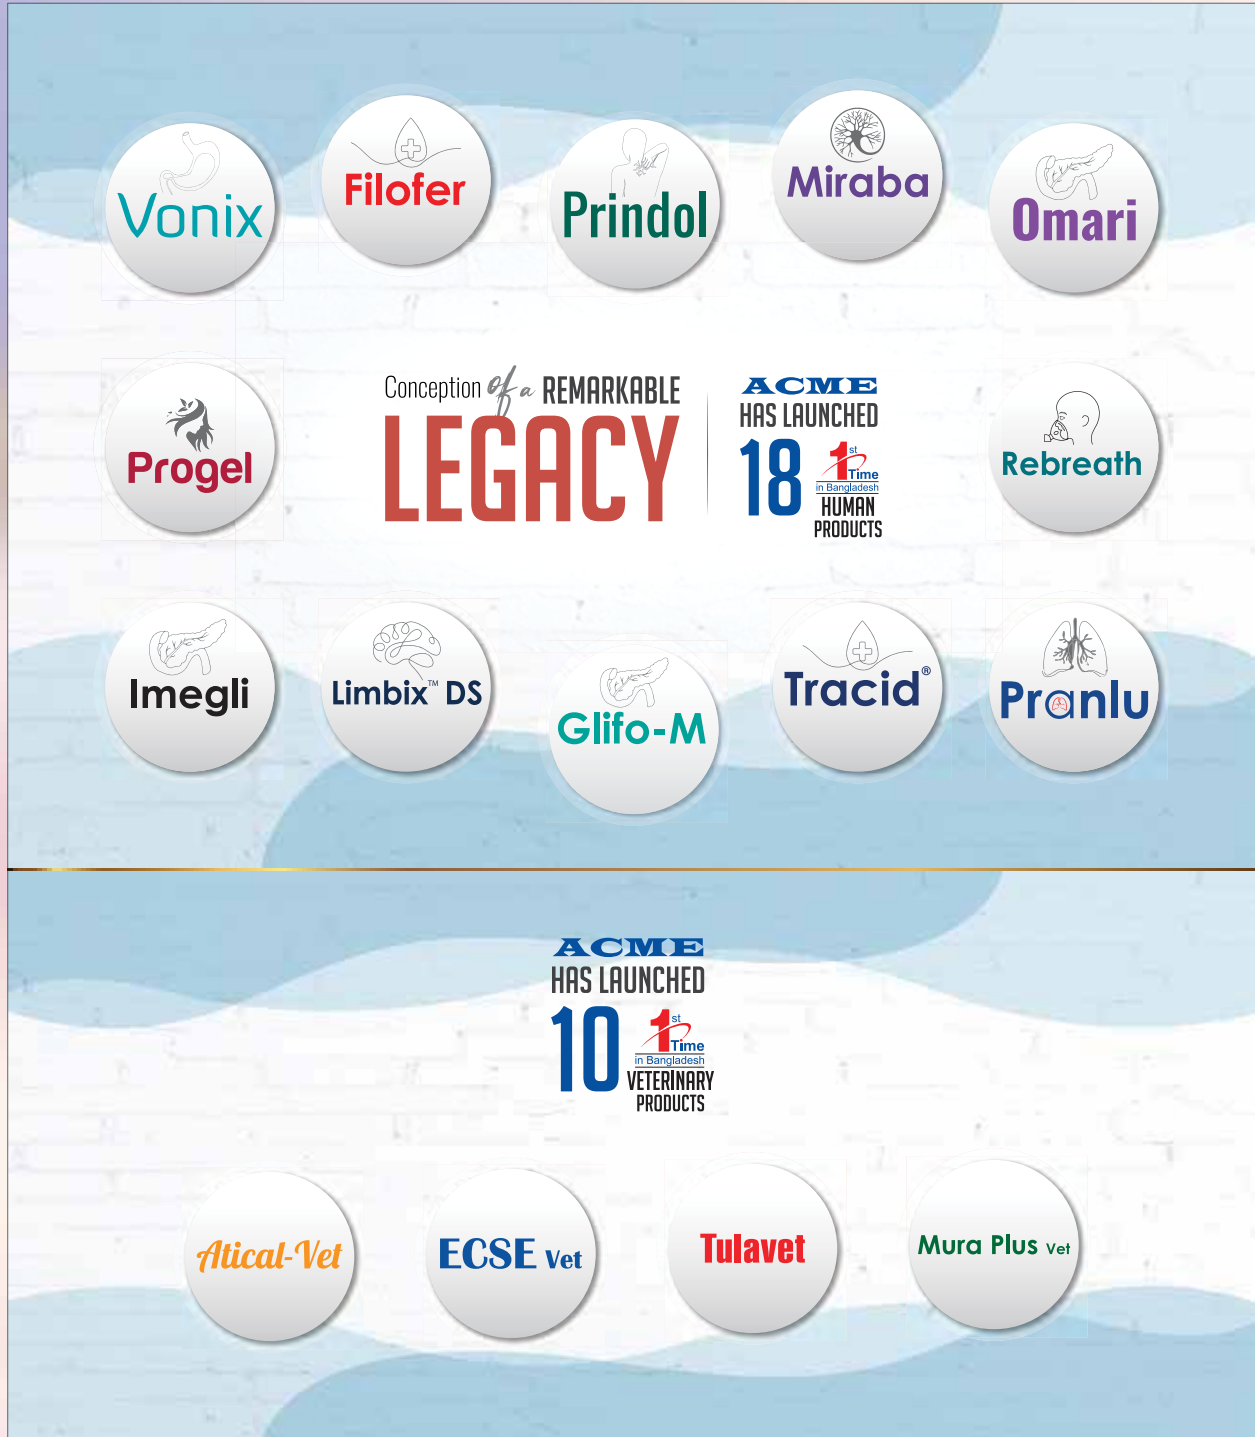 Vonix
Filofer
Prindol
Miraba
Omari
Progel
Conception of a REMARKABLE
LEGACY
ACME
HAS LAUNCHED
18 1st
Time
in Bangladesh
HUMAN
PRODUCTS
Rebreath
Imegli
Limbix™ DS
Glifo-M
Tracid®
Pranlu
ACME
HAS LAUNCHED
10 1st
Time
in Bangladesh
VETERINARY
PRODUCTS
Atical-Vet
ECSE Vet
Tulavet
Mura Plus Vet